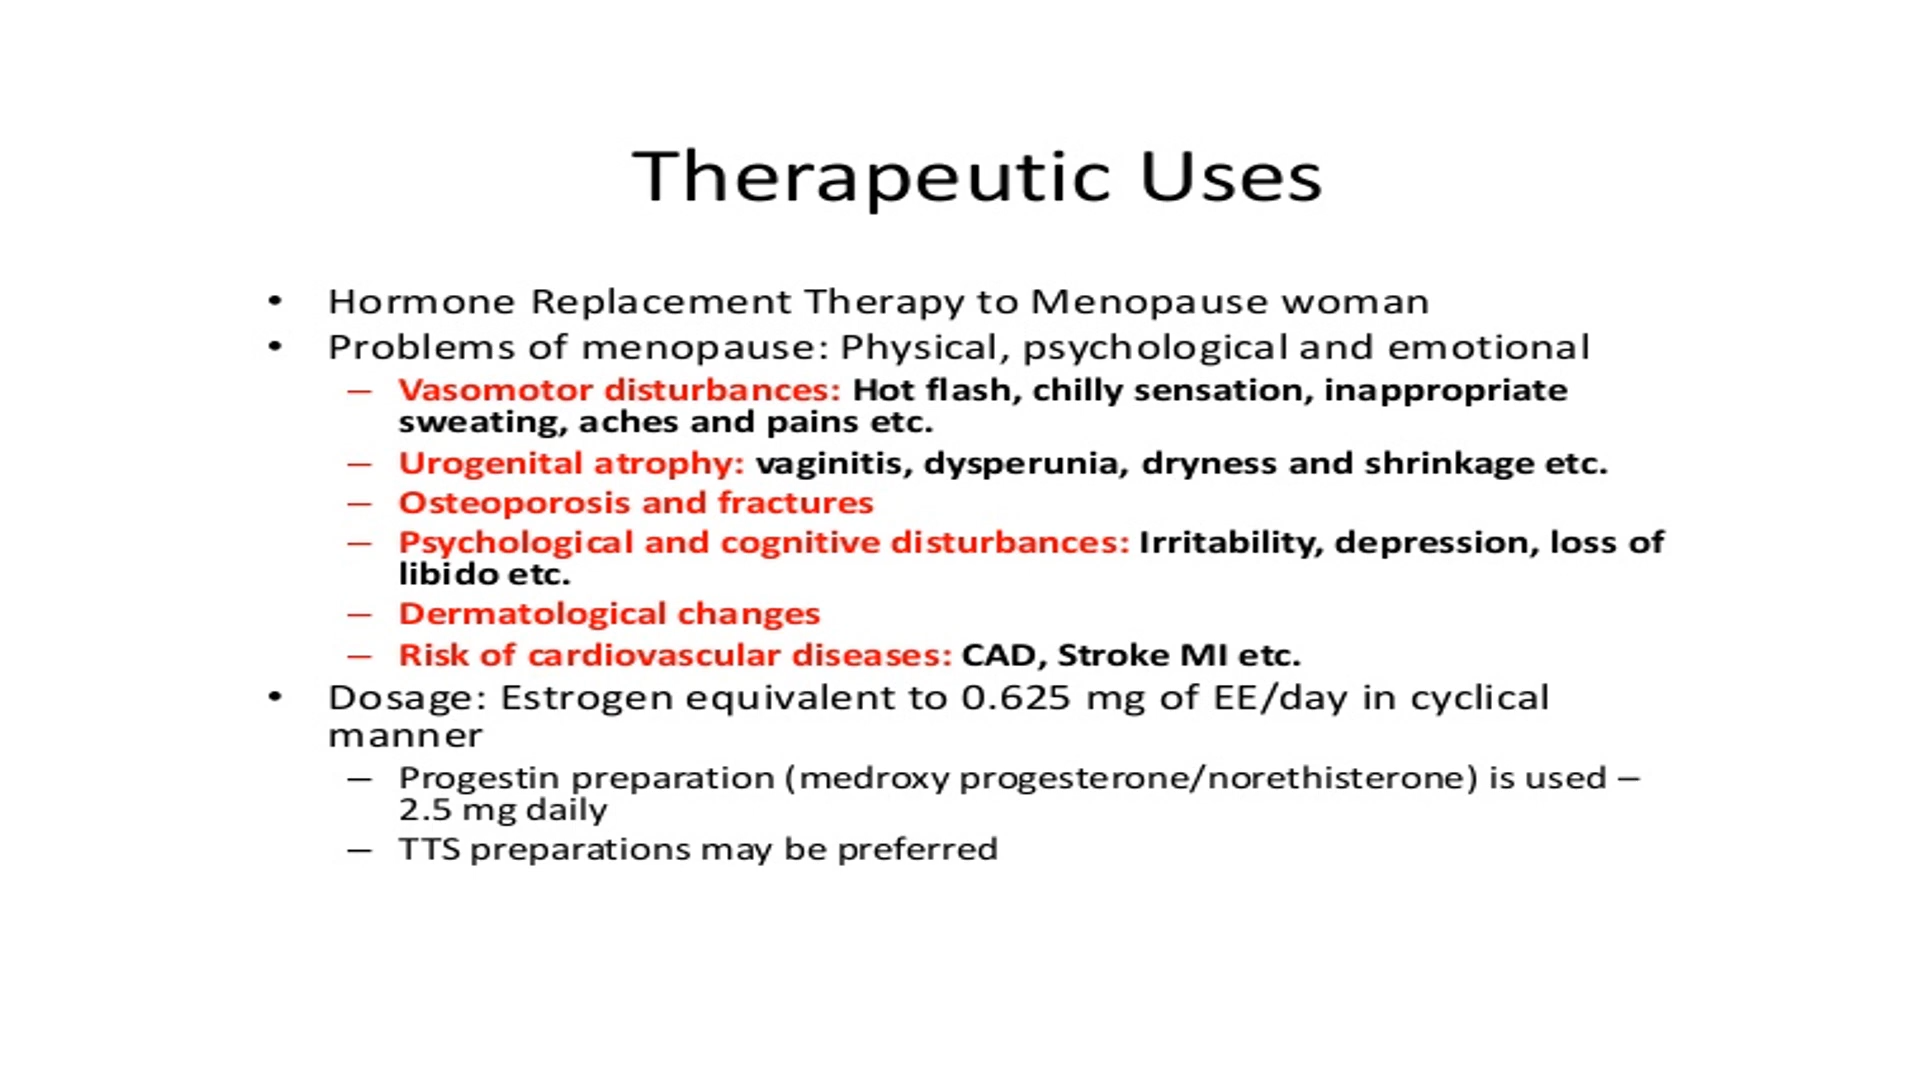 Therapeutic Uses
• Hormone Replacement Therapy to Menopause woman
• Problems of menopause: Physical, psychological and emotional
– Vasomotor disturbances: Hot flash, chilly sensation, inappropriate
sweating, aches and pains etc.
– Urogenital atrophy: vaginitis, dysperunia, dryness and shrinkage etc.
– Osteoporosis and fractures
– Psychological and cognitive disturbances: Irritability, depression, loss of
libido etc.
– Dermatological changes
– Risk of cardiovascular diseases: CAD, Stroke MI etc.
• Dosage: Estrogen equivalent to 0.625 mg of EE/day in cyclical
manner
– Progestin preparation (medroxy progesterone/norethisterone) is used –
2.5 mg daily
– TTS preparations may be preferred